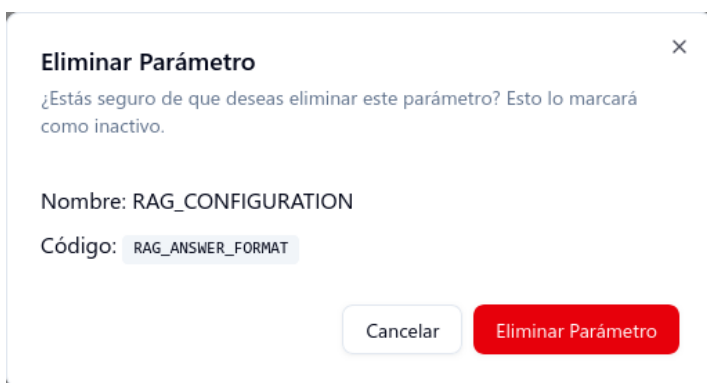 Eliminar Parámetro
¿Estás seguro de que deseas eliminar este parámetro? Esto lo marcará
como inactivo.
Nombre: RAG_CONFIGURATION
Código: RAG_ANSWER_FORMAT
Cancelar Eliminar Parámetro